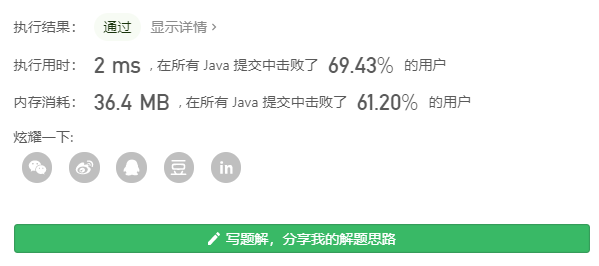 执行结果： 通过 显示详情 ›
执行用时： 2 ms , 在所有 Java 提交中击败了 69.43% 的用户
内存消耗： 36.4 MB , 在所有 Java 提交中击败了 61.20% 的用户
炫耀一下:
豆 in
写题解，分享我的解题思路